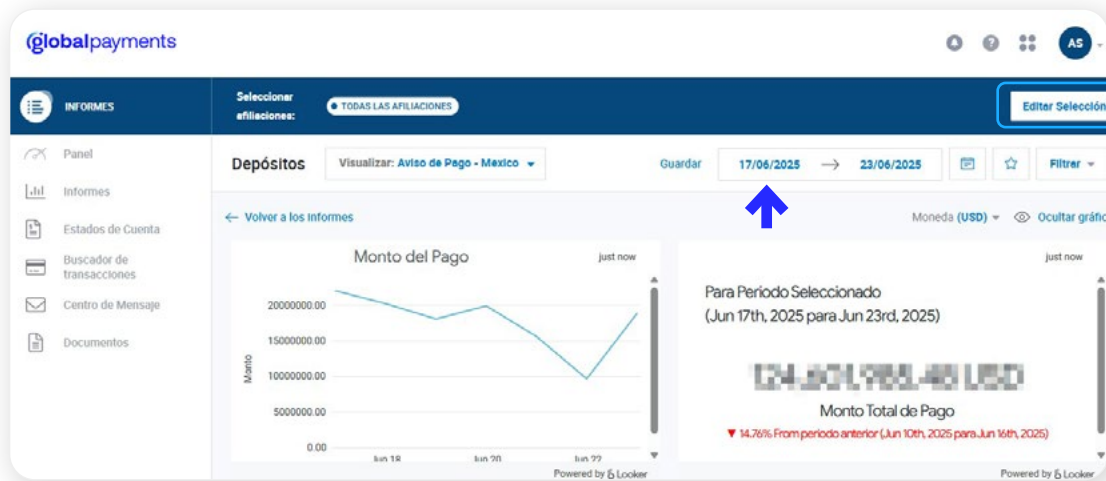 globalpayments
AS
INFORMES
Seleccionar
afiliaciones:
TODAS LAS AFILIACIONES
Editar Selección
Panel
Informes
Estados de Cuenta
Buscador de
transacciones
Centro de Mensaje
Documentos
Depósitos
Visualizar: Aviso de Pago - Mexico
Guardar
17/06/2025 → 23/06/2025
Filtrar
← Volver a los Informes
Moneda (USD)
Ocultar gráfic
Monto del Pago
just now
Monto
20000000.00
15000000.00
10000000.00
5000000.00
0.00
Jun 18
Jun 20
Jun 22
Powered by Looker
just now
Para Periodo Seleccionado
(Jun 17th, 2025 para Jun 23rd, 2025)
Monto Total de Pago
▼ 14.76% From periodo anterior (Jun 10th, 2025 para Jun 16th, 2025)
Powered by Looker